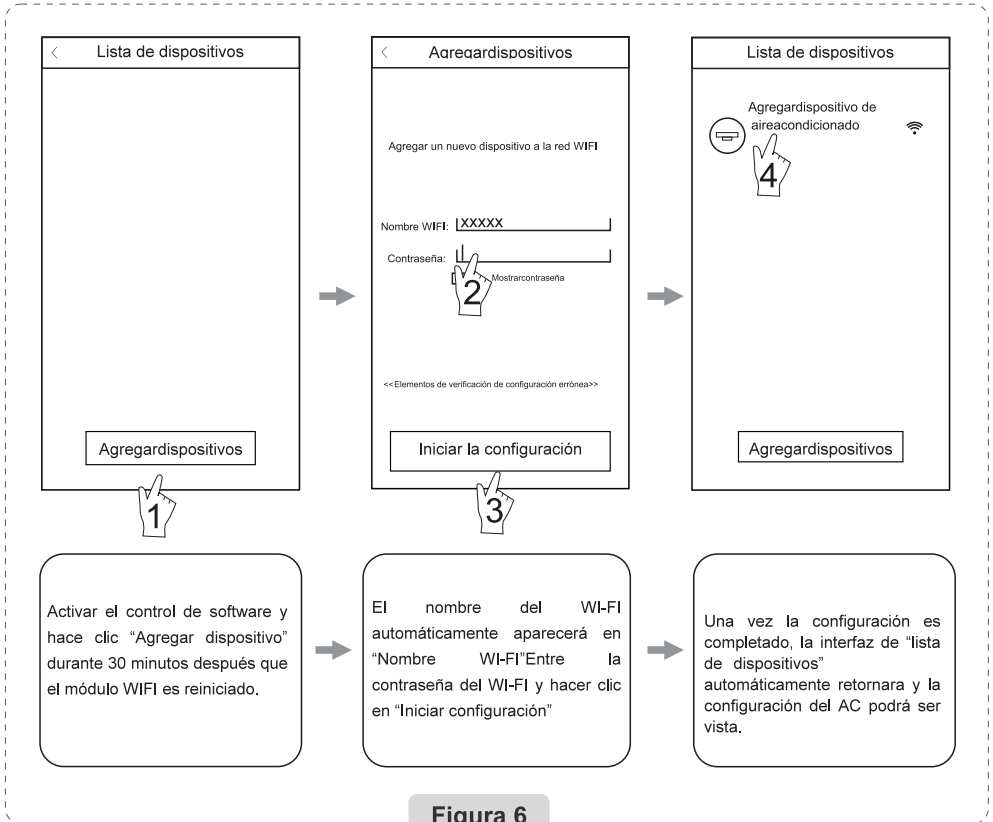 Lista de dispositivos
Agregardispositivos
1
Agregardispositivos
Agregar un nuevo dispositivo a la red WIFI
Nombre WIFI: XXXXX
Contraseña:
Mostrarcontraseña
2
<<Elementos de verificación de configuración errónea>>
Iniciar la configuración
3
Lista de dispositivos
Agregardispositivo de
aireacondicionado
4
Agregardispositivos
Activar el control de software y
hace clic “Agregar dispositivo”
durante 30 minutos después que
el módulo WIFI es reiniciado.
El nombre del WI-FI
automáticamente aparecerá en
“Nombre WI-FI”Entre la
contraseña del WI-FI y hacer clic
en “Iniciar configuración”
Una vez la configuración es
completado, la interfaz de “lista
de dispositivos”
automáticamente retornara y la
configuración del AC podrá ser
vista.
Figura 6